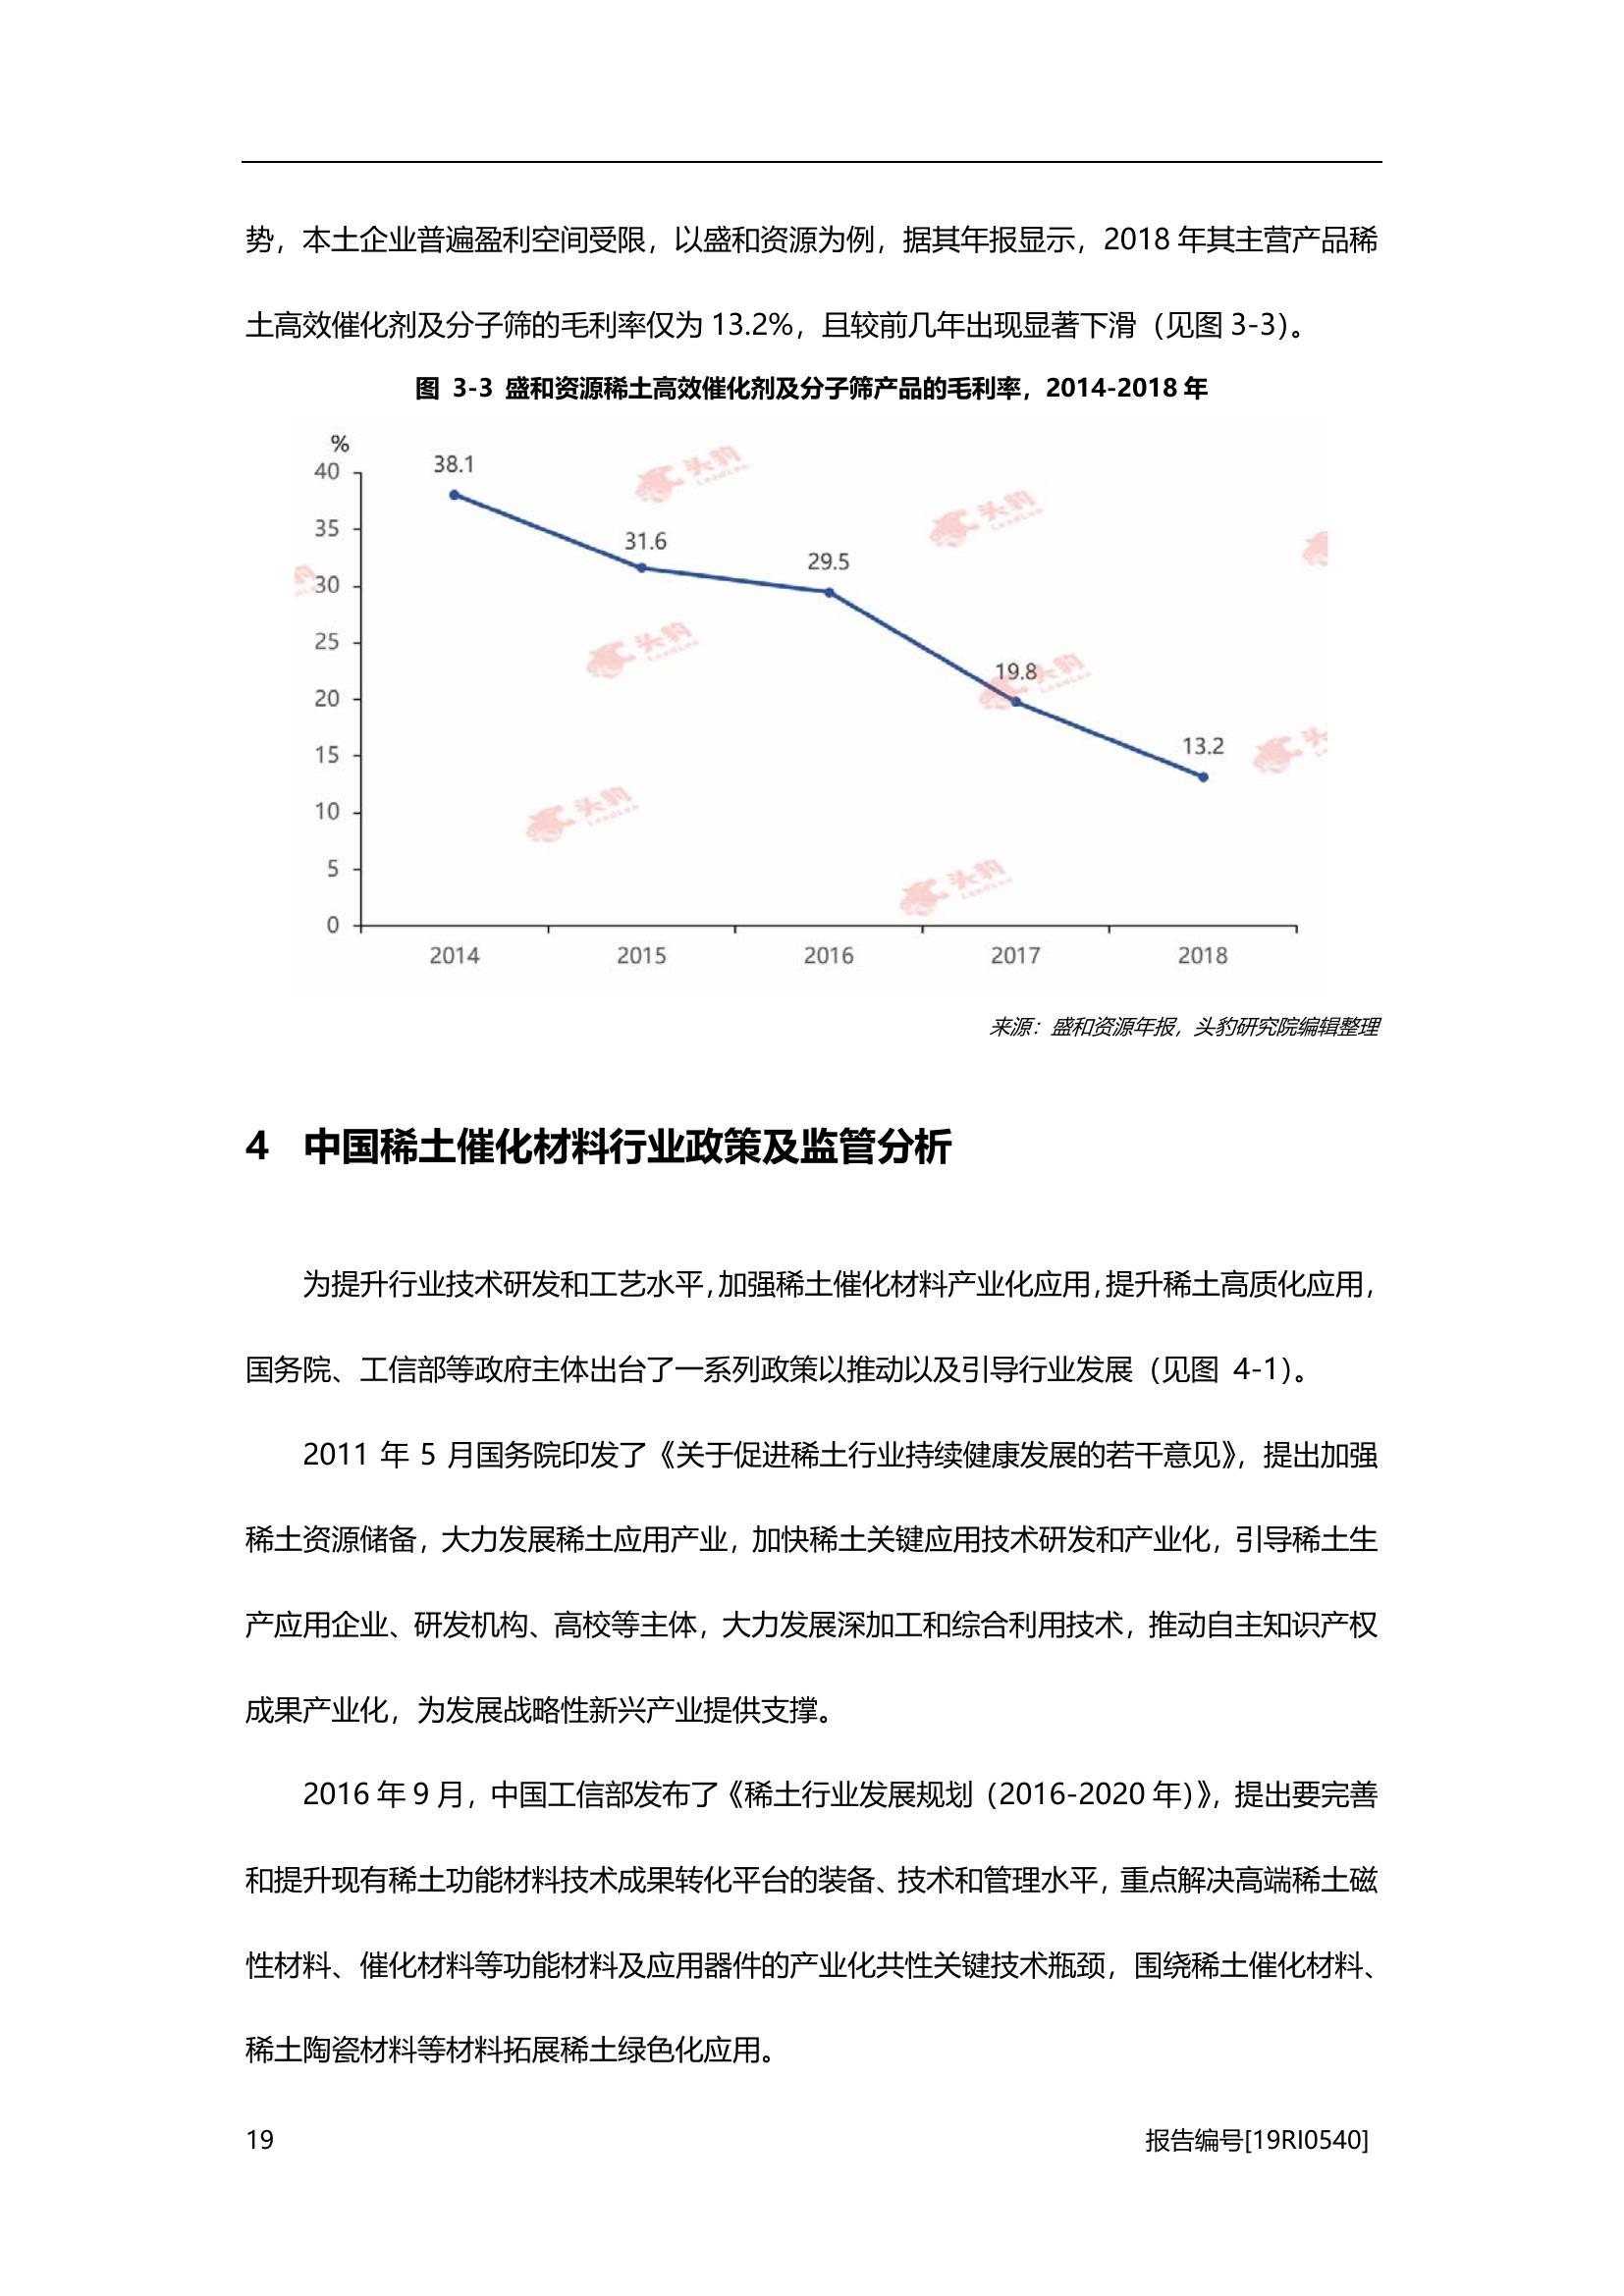 势，本土企业普遍盈利空间受限，以盛和资源为例，据其年报显示，2018 年其主营产品稀
土高效催化剂及分子筛的毛利率仅为 13.2%，且较前几年出现显著下滑（见图 3-3）。
图 3-3 盛和资源稀土高效催化剂及分子筛产品的毛利率，2014-2018 年
%
40
35
30
25
20
15
10
5
0
38.1
31.6
29.5
19.8
13.2
2014 2015 2016 2017 2018
头豹
LeadLeo
头豹
LeadLeo
头豹
LeadLeo
头豹
LeadLeo
头豹
LeadLeo
头豹
LeadLeo
来源：盛和资源年报，头豹研究院编辑整理
4 中国稀土催化材料行业政策及监管分析
为提升行业技术研发和工艺水平，加强稀土催化材料产业化应用，提升稀土高质化应用，
国务院、工信部等政府主体出台了一系列政策以推动以及引导行业发展（见图 4-1）。
2011 年 5 月国务院印发了《关于促进稀土行业持续健康发展的若干意见》，提出加强
稀土资源储备，大力发展稀土应用产业，加快稀土关键应用技术研发和产业化，引导稀土生
产应用企业、研发机构、高校等主体，大力发展深加工和综合利用技术，推动自主知识产权
成果产业化，为发展战略性新兴产业提供支撑。
2016 年 9 月，中国工信部发布了《稀土行业发展规划（2016-2020 年）》，提出要完善
和提升现有稀土功能材料技术成果转化平台的装备、技术和管理水平，重点解决高端稀土磁
性材料、催化材料等功能材料及应用器件的产业化共性关键技术瓶颈，围绕稀土催化材料、
稀土陶瓷材料等材料拓展稀土绿色化应用。
19 报告编号[19RI0540]